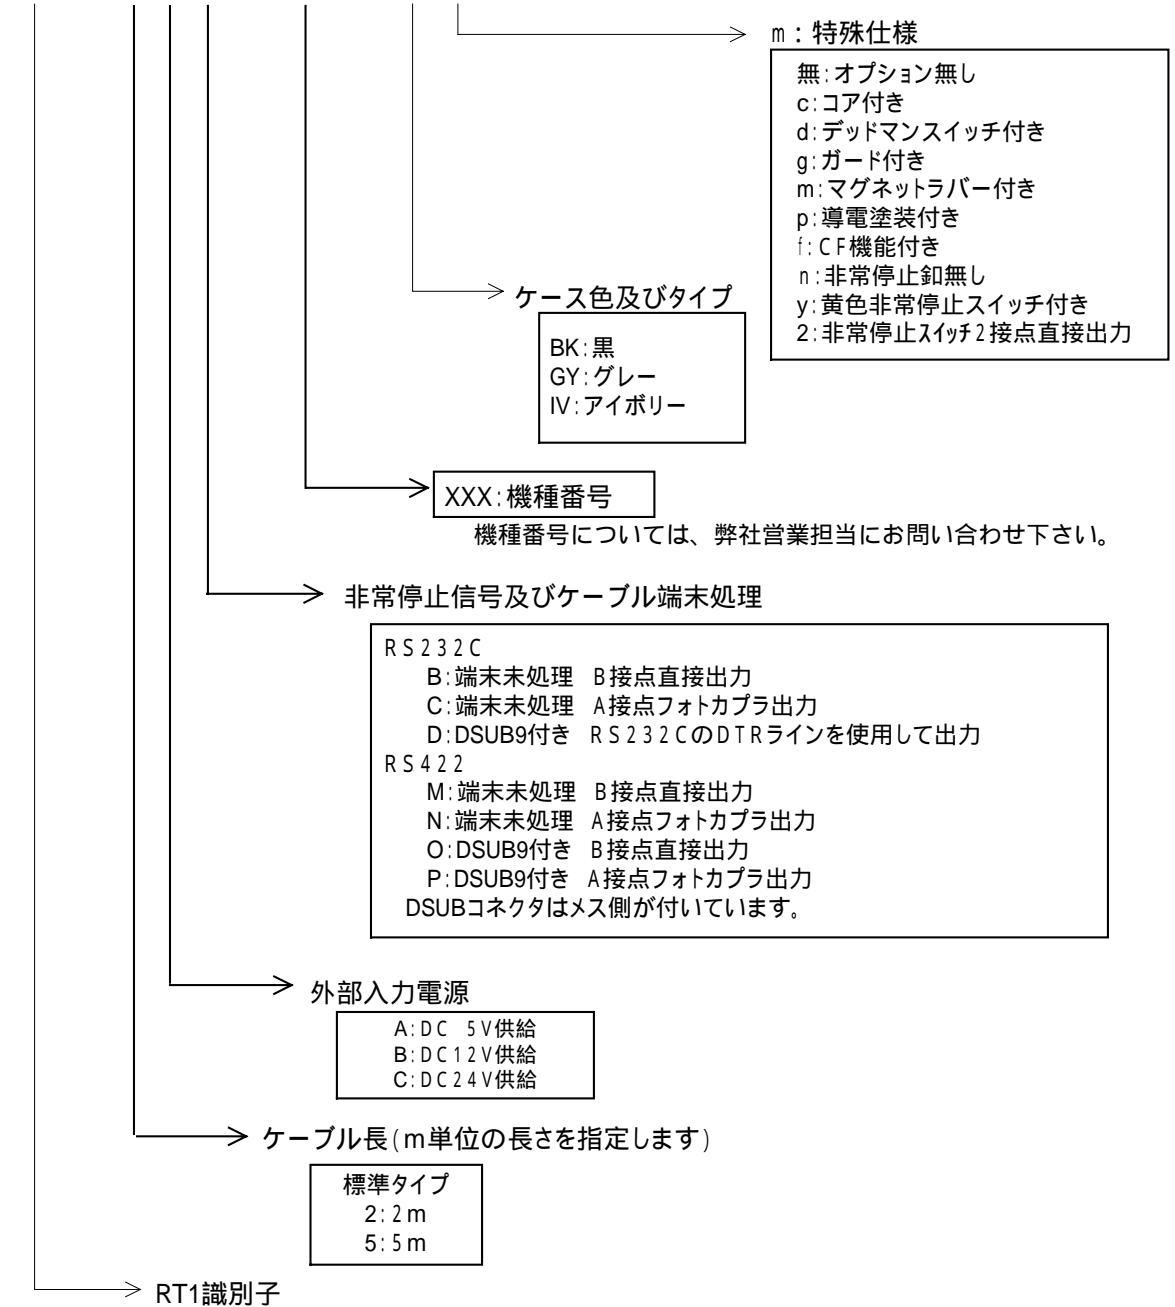 m：特殊仕様
無:オプション無し
c:コア付き
d:デッドマンスイッチ付き
g:ガード付き
m:マグネットラバー付き
p:導電塗装付き
f:CF機能付き
n:非常停止釦無し
y:黄色非常停止スイッチ付き
2:非常停止スイッチ2接点直接出力
ケース色及びタイプ
BK:黒
GY:グレー
IV:アイボリー
XXX:機種番号
機種番号については、弊社営業担当にお問い合わせ下さい。
非常停止信号及びケーブル端末処理
RS232C
B:端末未処理 B接点直接出力
C:端末未処理 A接点フォトカプラ出力
D:DSUB9付き RS232CのDTRラインを使用して出力
RS422
M:端末未処理 B接点直接出力
N:端末未処理 A接点フォトカプラ出力
O:DSUB9付き B接点直接出力
P:DSUB9付き A接点フォトカプラ出力
DSUBコネクタはメス側が付いています。
外部入力電源
A:DC 5V供給
B:DC12V供給
C:DC24V供給
ケーブル長(m単位の長さを指定します)
標準タイプ
2:2m
5:5m
RT1識別子